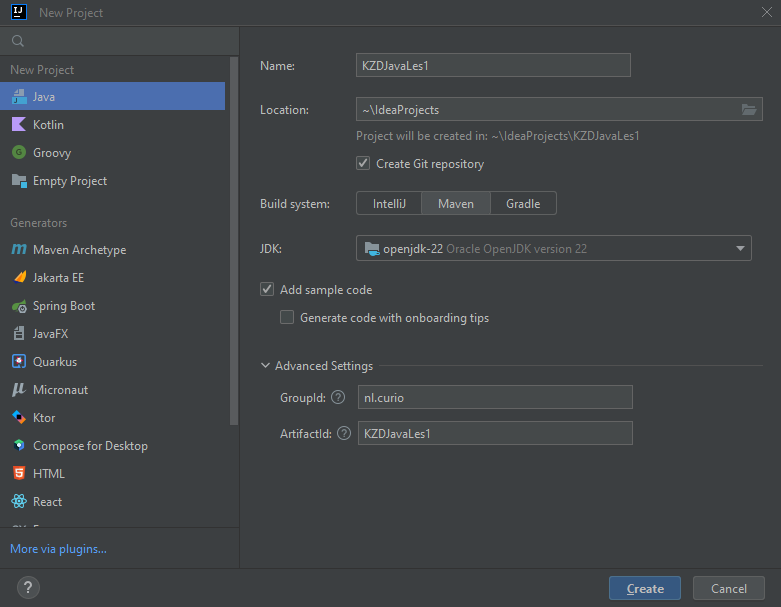 New Project
New Project
Java
Kotlin
Groovy
Empty Project
Generators
Maven Archetype
Jakarta EE
Spring Boot
JavaFX
Quarkus
Micronaut
Ktor
Compose for Desktop
HTML
React
More via plugins...
Name: KZDJavaLes1
Location: ~\IdeaProjects
Project will be created in: ~\IdeaProjects\KZDJavaLes1
Create Git repository
Build system: IntelliJ Maven Gradle
JDK: openjdk-22 Oracle OpenJDK version 22
Add sample code
Generate code with onboarding tips
Advanced Settings
GroupId: ? nl.curio
ArtifactId: ? KZDJavaLes1
? Create Cancel